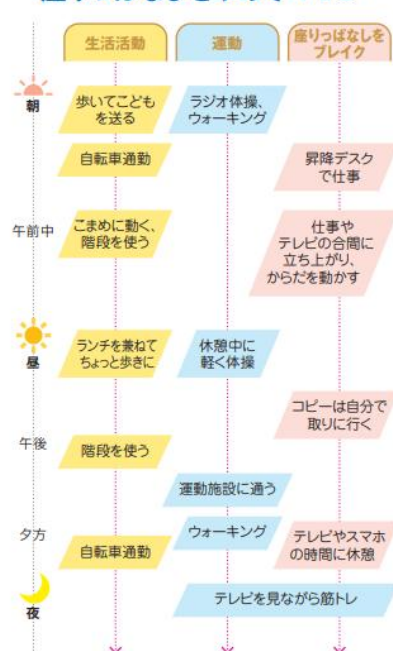 生活活動
運動
座りっぱなしを
ブレイク
朝
歩いてこども
を送る
ラジオ体操、
ウォーキング
自転車通勤
昇降デスク
で仕事
午前中
こまめに動く、
階段を使う
仕事や
テレビの合間に
立ち上がり、
からだを動かす
昼
ランチを兼ねて
ちょっと歩きに
休憩中に
軽く体操
コピーは自分で
取りに行く
午後
階段を使う
運動施設に通う
夕方
自転車通勤
ウォーキング
テレビやスマホ
の時間に休憩
夜
テレビを見ながら筋トレ